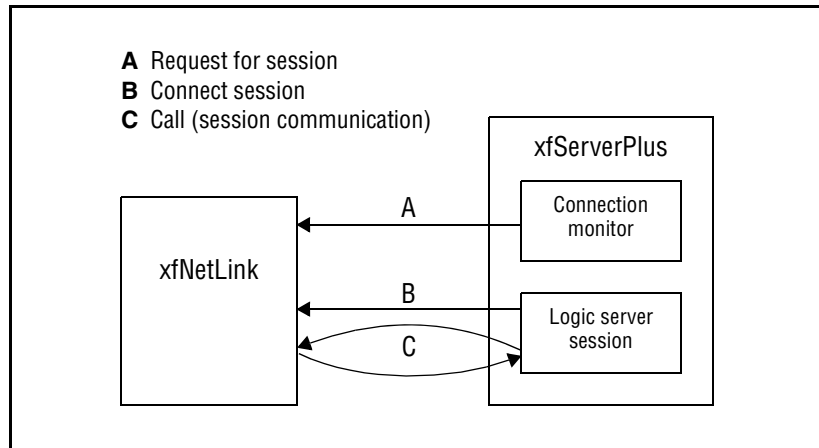 A Request for session
B Connect session
C Call (session communication)
xfServerPlus
Connection
monitor
A
xfNetLink
B
Logic server
session
C